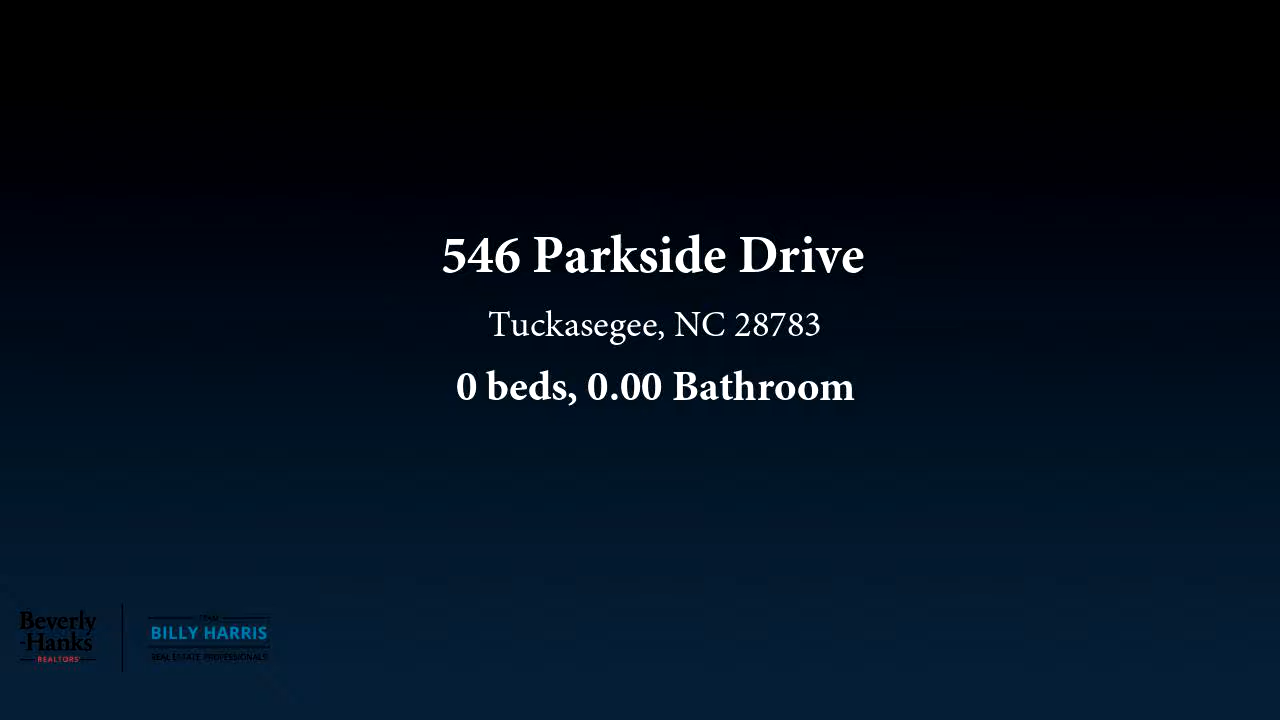 546 Parkside Drive
Tuckasegee, NC 28783
0 beds, 0.00 Bathroom
Beverly
-Hanks
REALTORS
TEAM
BILLY HARRIS
REAL ESTATE PROFESSIONALS